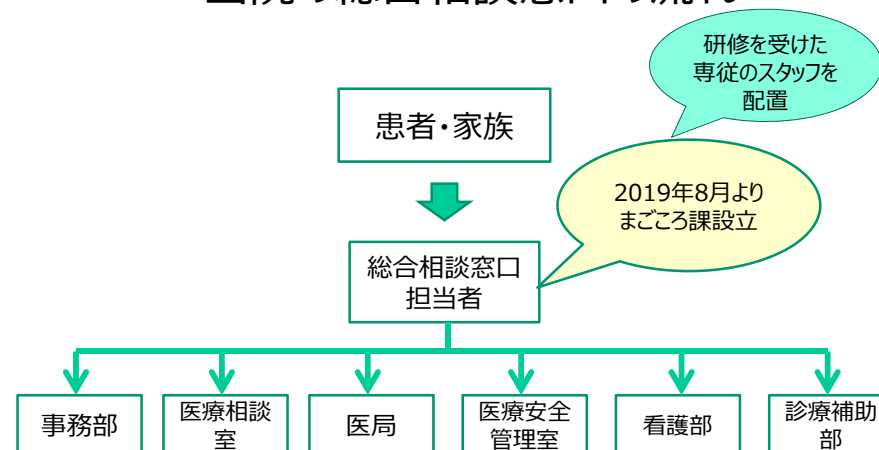 研修を受けた
専従のスタッフを
配置
患者・家族
2019年8月より
まごころ課設立
総合相談窓口
担当者
事務部
医療相談
室
医局
医療安全
管理室
看護部
診療補助
部